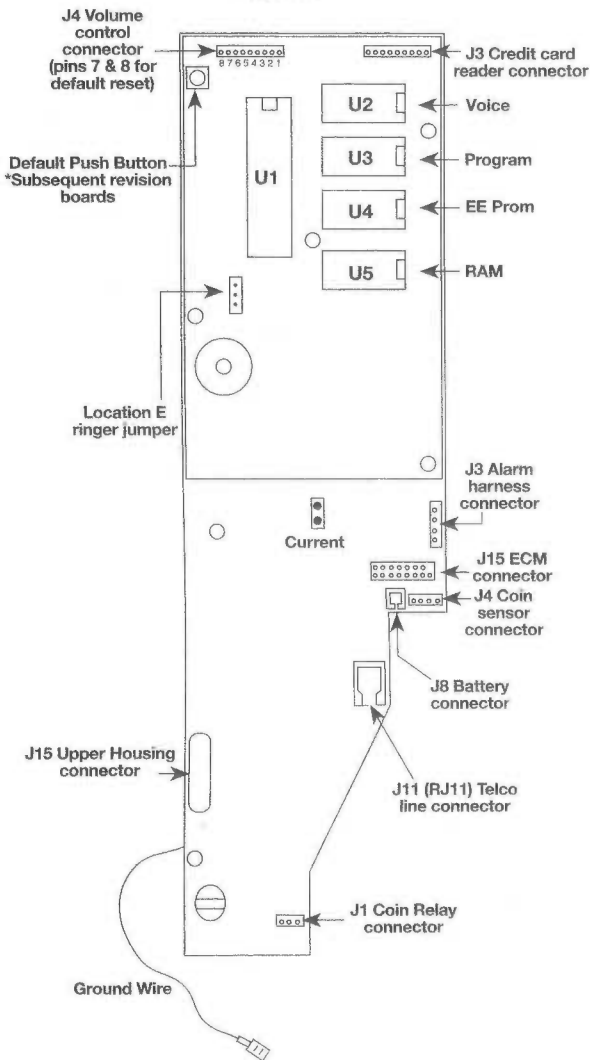 J4 Volume
control
connector
(pins 7 & 8 for
default reset)
87654321
J3 Credit card
reader connector
U2
Voice
Default Push Button
*Subsequent revision
boards
U1
U3
Program
U4
EE Prom
U5
RAM
Location E
ringer jumper
J3 Alarm
harness
connector
Current
J15 ECM
connector
J4 Coin
sensor
connector
J8 Battery
connector
J15 Upper Housing
connector
J11 (RJ11) Telco
line connector
J1 Coin Relay
connector
Ground Wire